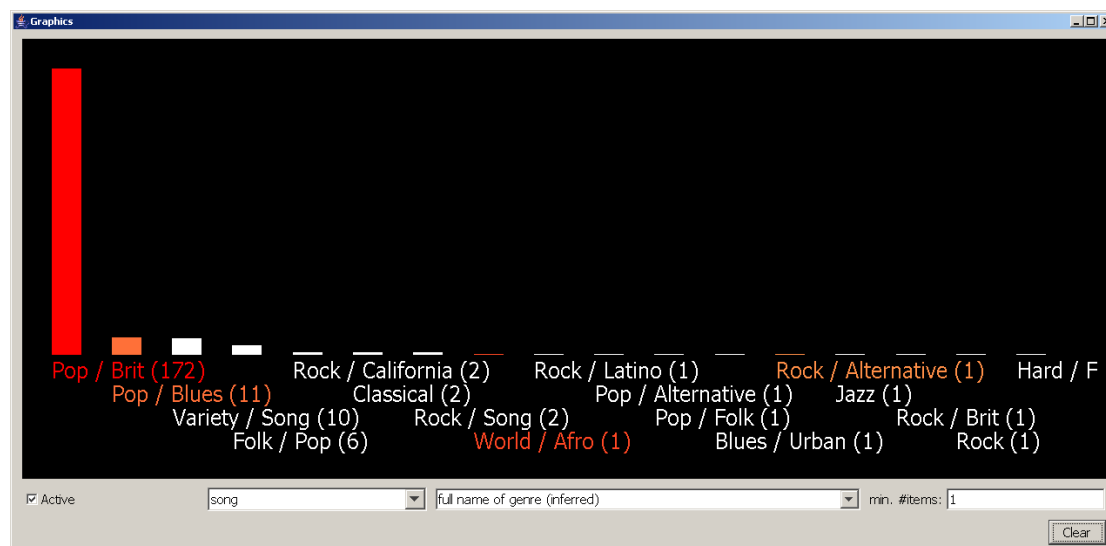 Graphics
Pop / Brit (172) Rock / California (2) Rock / Latino (1) Rock / Alternative (1) Hard / F
Pop / Blues (11) Classical (2) Pop / Alternative (1) Jazz (1)
Variety / Song (10) Rock / Song (2) Pop / Folk (1) Rock / Brit (1)
Folk / Pop (6) World / Afro (1) Blues / Urban (1) Rock (1)
Active song full name of genre (inferred) min. #items: 1
Clear